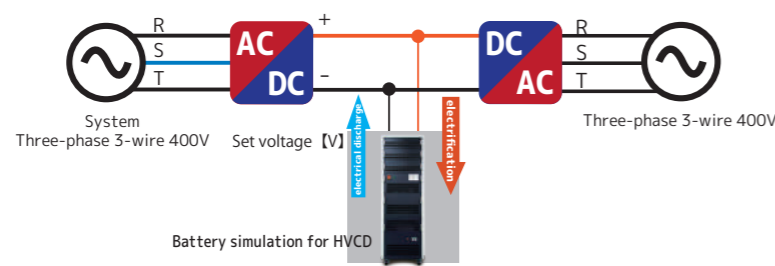 R
S
T
AC
DC
+
−
DC
AC
R
S
T
System
Three-phase 3-wire 400V
Set voltage【V】
electrical discharge
electrification
Three-phase 3-wire 400V
Battery simulation for HVCD